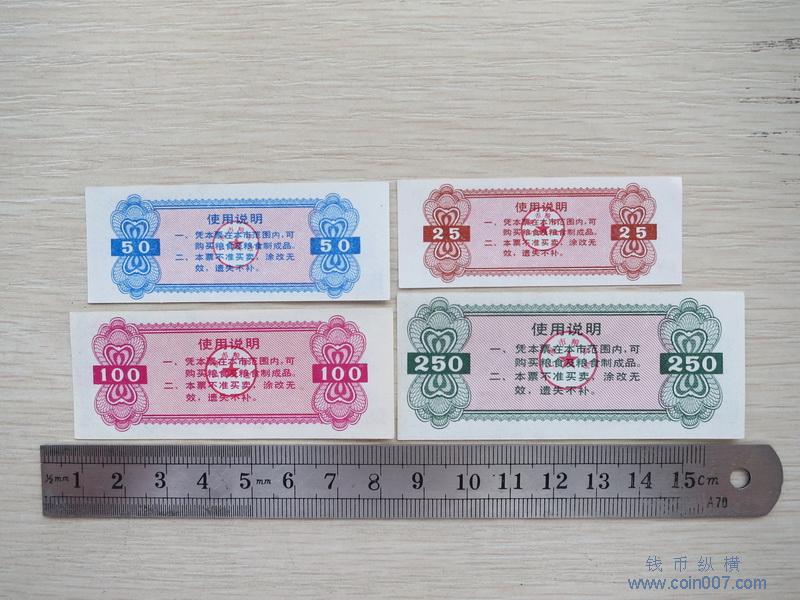 使用说明
50
50
一、凭本票在本市范围内,可
购买粮食及粮食制成品。
二、本票不准买卖,涂改无
效,遗失不补。
使用说明
25
25
一、凭本票在本市范围内,可
购买粮食及粮食制成品。
二、本票不准买卖,涂改无
效,遗失不补。
使用说明
100
100
一、凭本票在本市范围内,可
购买粮食及粮食制成品。
二、本票不准买卖,涂改无
效,遗失不补。
使用说明
250
250
一、凭本票在本市范围内,可
购买粮食及粮食制成品。
二、本票不准买卖,涂改无
效,遗失不补。
½mm 1 2 3 4 5 mm 6 7 8 9 10 11 12 13 14 15cm
A70
钱币纵横
www.coin007.com